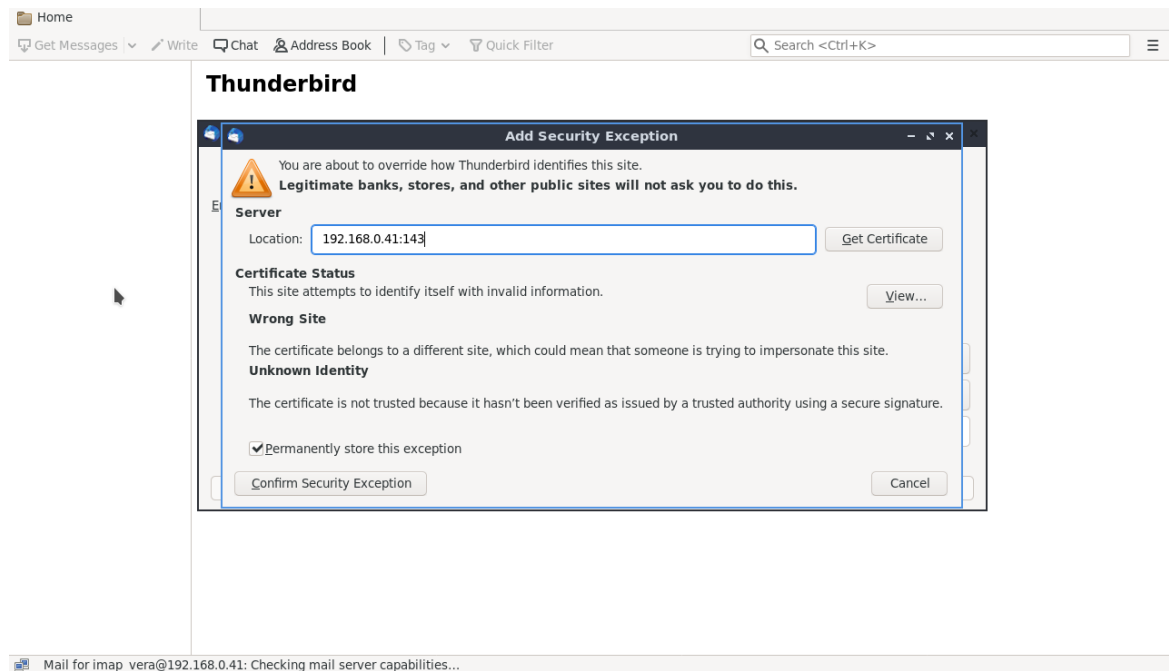 Home
Get Messages Write Chat Address Book Tag Quick Filter Search <Ctrl+K>
Thunderbird
Add Security Exception
You are about to override how Thunderbird identifies this site.
Legitimate banks, stores, and other public sites will not ask you to do this.
Server
Location: 192.168.0.41:143 Get Certificate
Certificate Status
This site attempts to identify itself with invalid information.
View...
Wrong Site
The certificate belongs to a different site, which could mean that someone is trying to impersonate this site.
Unknown Identity
The certificate is not trusted because it hasn't been verified as issued by a trusted authority using a secure signature.
Permanently store this exception
Confirm Security Exception Cancel
Mail for imap_vera@192.168.0.41: Checking mail server capabilities...